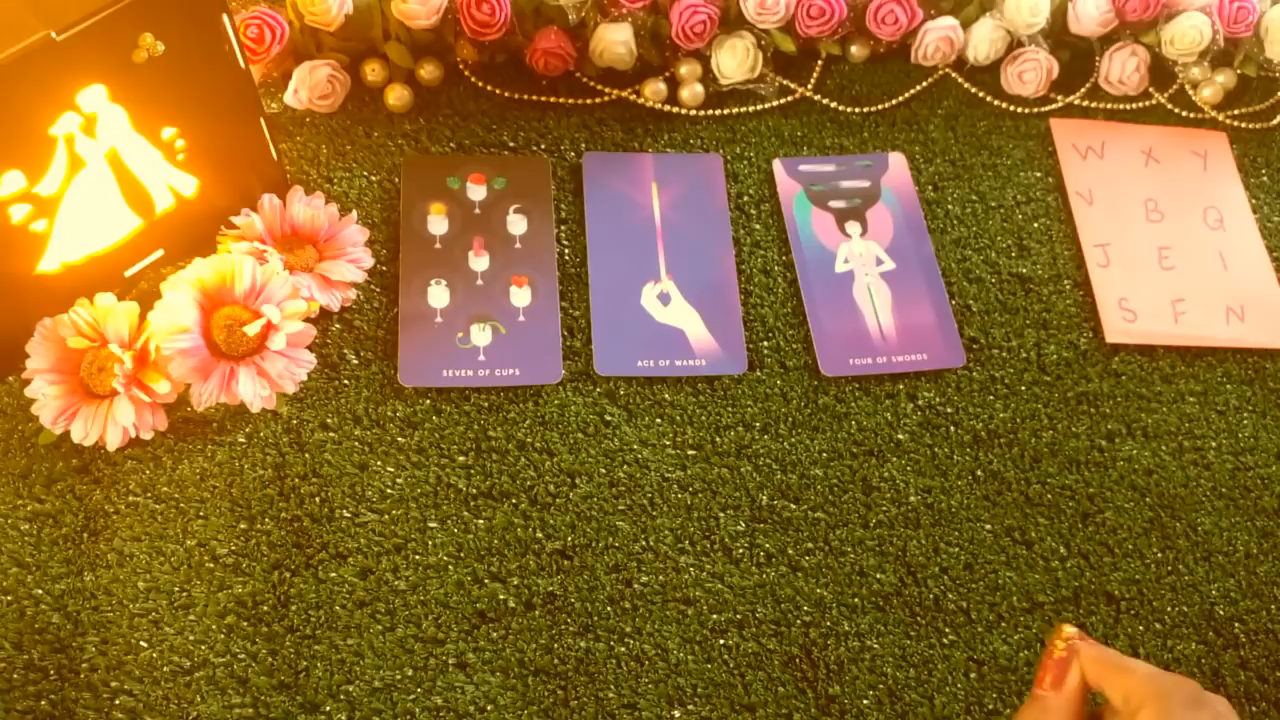 SEVEN OF CUPS
ACE OF WANDS
FOUR OF SWORDS
W X Y
V B Q
J E I
S F N